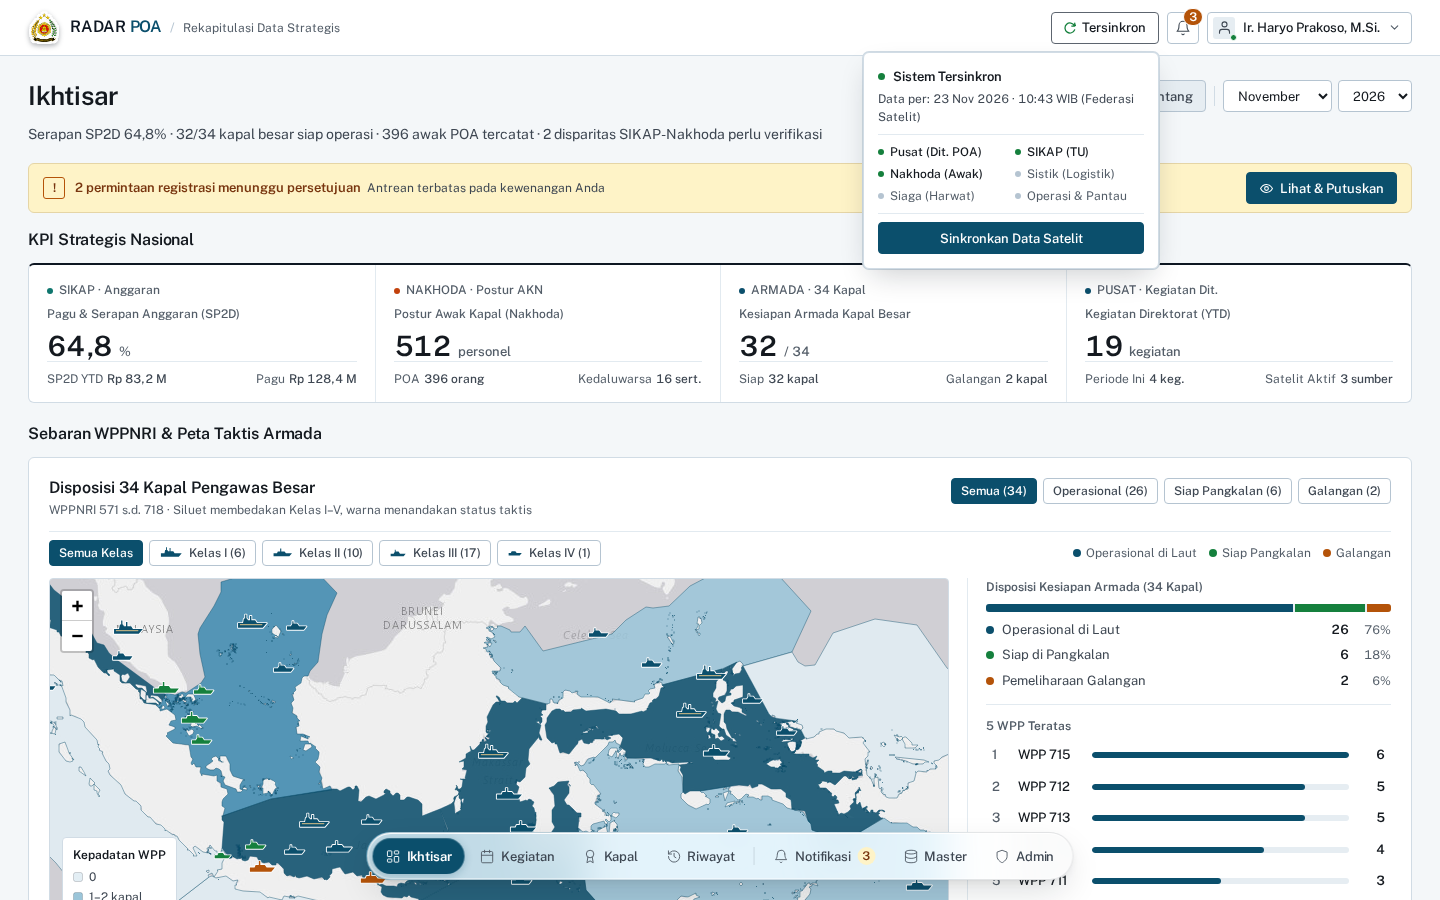 RADAR POA / Rekapitulasi Data Strategis
Tersinkron
3
Ir. Haryo Prakoso, M.Si.
Sistem Tersinkron
Data per: 23 Nov 2026 · 10:43 WIB (Federasi
Satelit)
Pusat (Dit. POA)
SIKAP (TU)
Nakhoda (Awak)
Sistik (Logistik)
Siaga (Harwat)
Operasi & Pantau
Sinkronkan Data Satelit
Ikhtisar
ntang
November
2026
Serapan SP2D 64,8% · 32/34 kapal besar siap operasi · 396 awak POA tercatat · 2 disparitas SIKAP-Nakhoda perlu verifikasi
! 2 permintaan registrasi menunggu persetujuan Antrean terbatas pada kewenangan Anda
Lihat & Putuskan
KPI Strategis Nasional
SIKAP · Anggaran
Pagu & Serapan Anggaran (SP2D)
64,8 %
SP2D YTD Rp 83,2 M
Pagu Rp 128,4 M
NAKHODA · Postur AKN
Postur Awak Kapal (Nakhoda)
512 personel
POA 396 orang
Kedaluwarsa 16 sert.
ARMADA · 34 Kapal
Kesiapan Armada Kapal Besar
32 / 34
Siap 32 kapal
Galangan 2 kapal
PUSAT · Kegiatan Dit.
Kegiatan Direktorat (YTD)
19 kegiatan
Periode Ini 4 keg.
Satelit Aktif 3 sumber
Sebaran WPPNRI & Peta Taktis Armada
Disposisi 34 Kapal Pengawas Besar
WPPNRI 571 s.d. 718 · Siluet membedakan Kelas I–V, warna menandakan status taktis
Semua (34)
Operasional (26)
Siap Pangkalan (6)
Galangan (2)
Semua Kelas
Kelas I (6)
Kelas II (10)
Kelas III (17)
Kelas IV (1)
Operasional di Laut
Siap Pangkalan
Galangan
+
−
AYSIA
BRUNEI
DARUSSALAM
Kepadatan WPP
0
1–2 kapal
Disposisi Kesiapan Armada (34 Kapal)
Operasional di Laut 26 76%
Siap di Pangkalan 6 18%
Pemeliharaan Galangan 2 6%
5 WPP Teratas
1 WPP 715 6
2 WPP 712 5
3 WPP 713 5
4
5 WPP 711 3
Ikhtisar
Kegiatan
Kapal
Riwayat
Notifikasi 3
Master
Admin